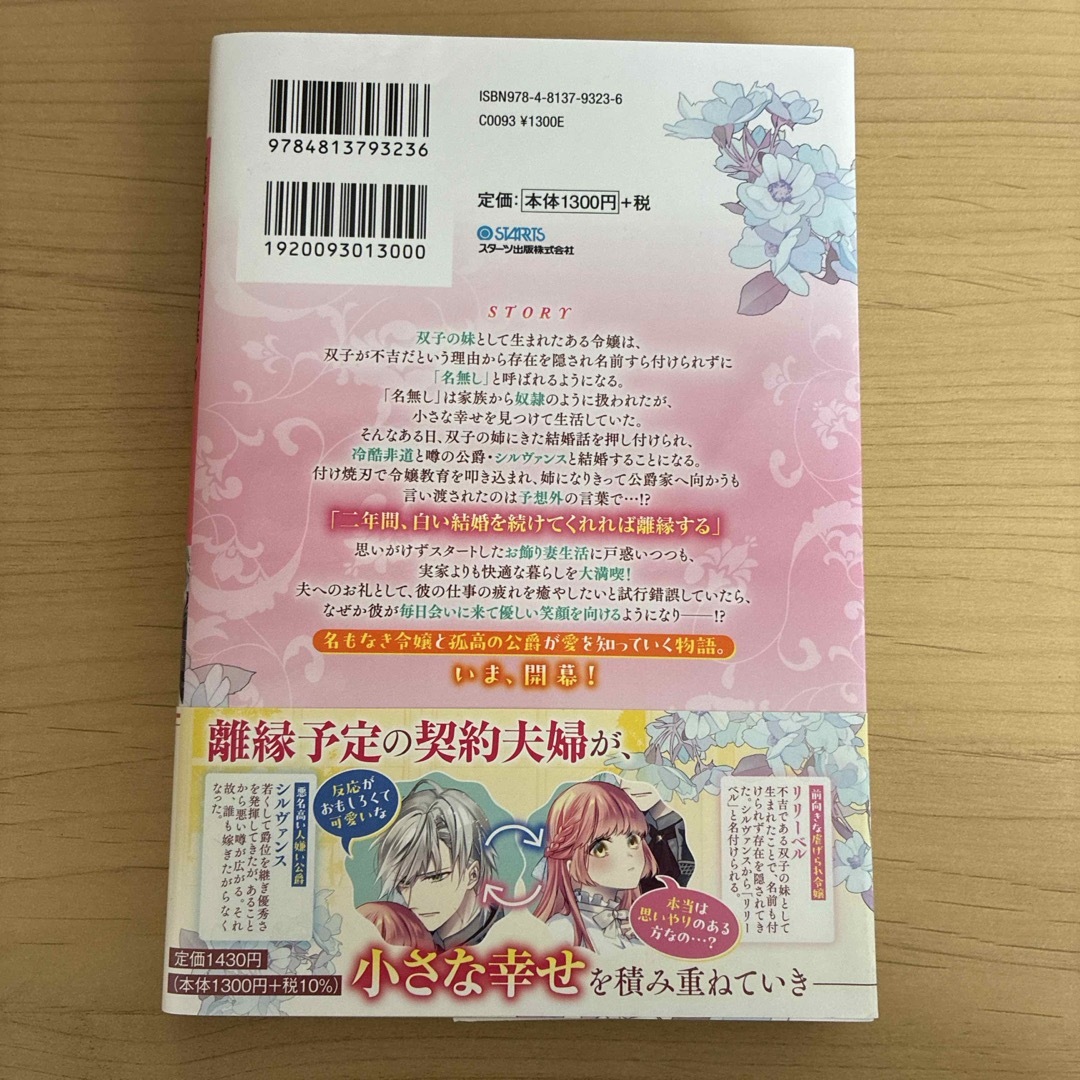 9784813793236
ISBN978-4-8137-9323-6
C0093 ¥1300E
1920093013000
定価:本体1300円+税
STARTS
スターツ出版株式会社
STORY
双子の妹として生まれたある令嬢は、
双子が不吉だという理由から存在を隠され名前すら付けられずに
「名無し」と呼ばれるようになる。
「名無し」は家族から奴隷のように扱われたが、
小さな幸せを見つけて生活していた。
そんなある日、双子の姉にきた結婚話を押し付けられ、
冷酷非道と噂の公爵・シルヴァンスと結婚することになる。
付け焼刃で令嬢教育を叩き込まれ、姉になりきって公爵家へ向かうも
言い渡されたのは予想外の言葉で…!?
「二年間、白い結婚を続けてくれれば離縁する」
思いがけずスタートしたお飾り妻生活に戸惑いつつも、
実家よりも快適な暮らしを大満喫!
夫へのお礼として、彼の仕事の疲れを癒やしたいと試行錯誤していたら、
なぜか彼が毎日会いに来て優しい笑顔を向けるようになり――!?
名もなき令嬢と孤高の公爵が愛を知っていく物語。
いま、開幕!
離縁予定の契約夫婦が、
前向きな虐げられ令嬢
リリーベル
不吉である双子の妹として
生まれたことで、名前も付
けられず存在を隠されてき
た。シルヴァンスから「リリー
ベル」と名付けられる。
本当は
思いやりのある
方なの…?
反応が
おもしろくて
可愛いな
悪名高い人嫌い公爵
シルヴァンス
若くして爵位を継ぎ優秀さ
を発揮してきたが、あること
から悪い噂が広がる。それ
故、誰も嫁ぎたがらなく
なった。
小さな幸せを積み重ねていき――
定価1430円
(本体1300円+税10%)